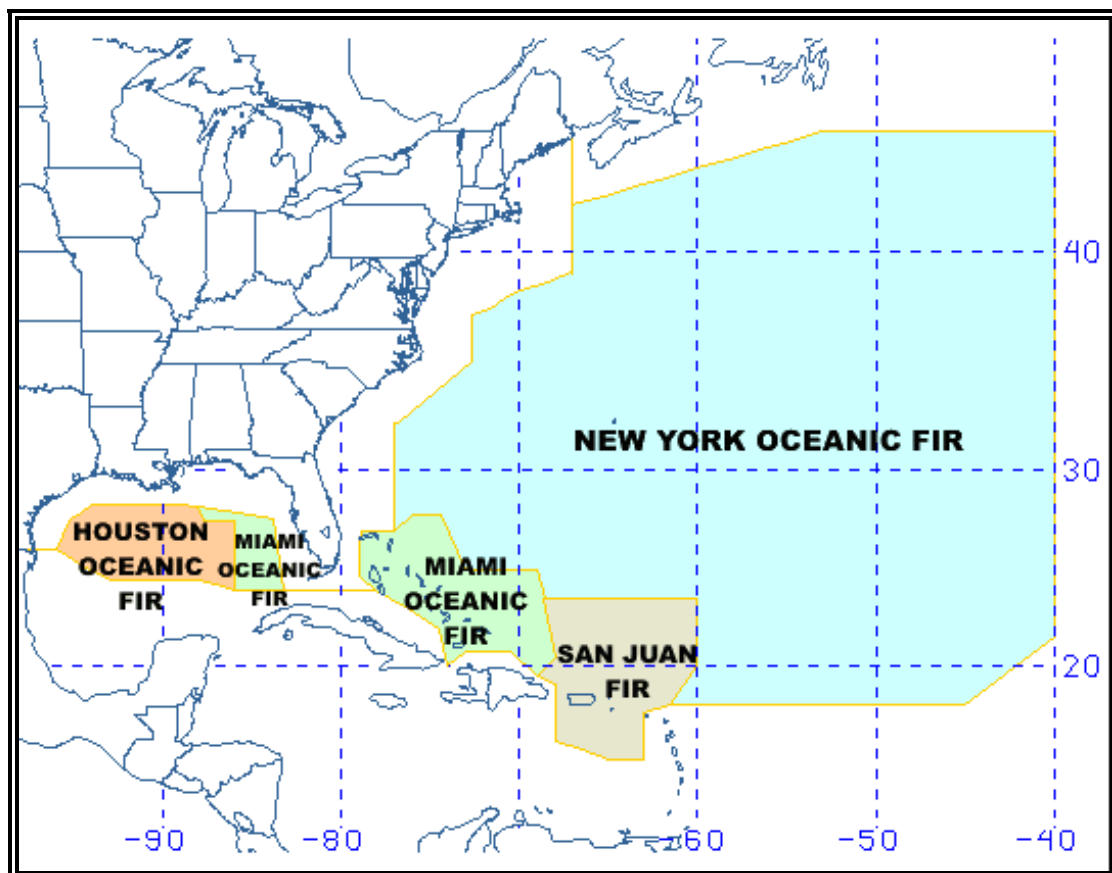 40
NEW YORK OCEANIC FIR
30
HOUSTON
OCEANIC
FIR
MIAMI
OCEANIC
FIR
MIAMI
OCEANIC
FIR
SAN JUAN
FIR
20
-90
-80
-60
-50
-40